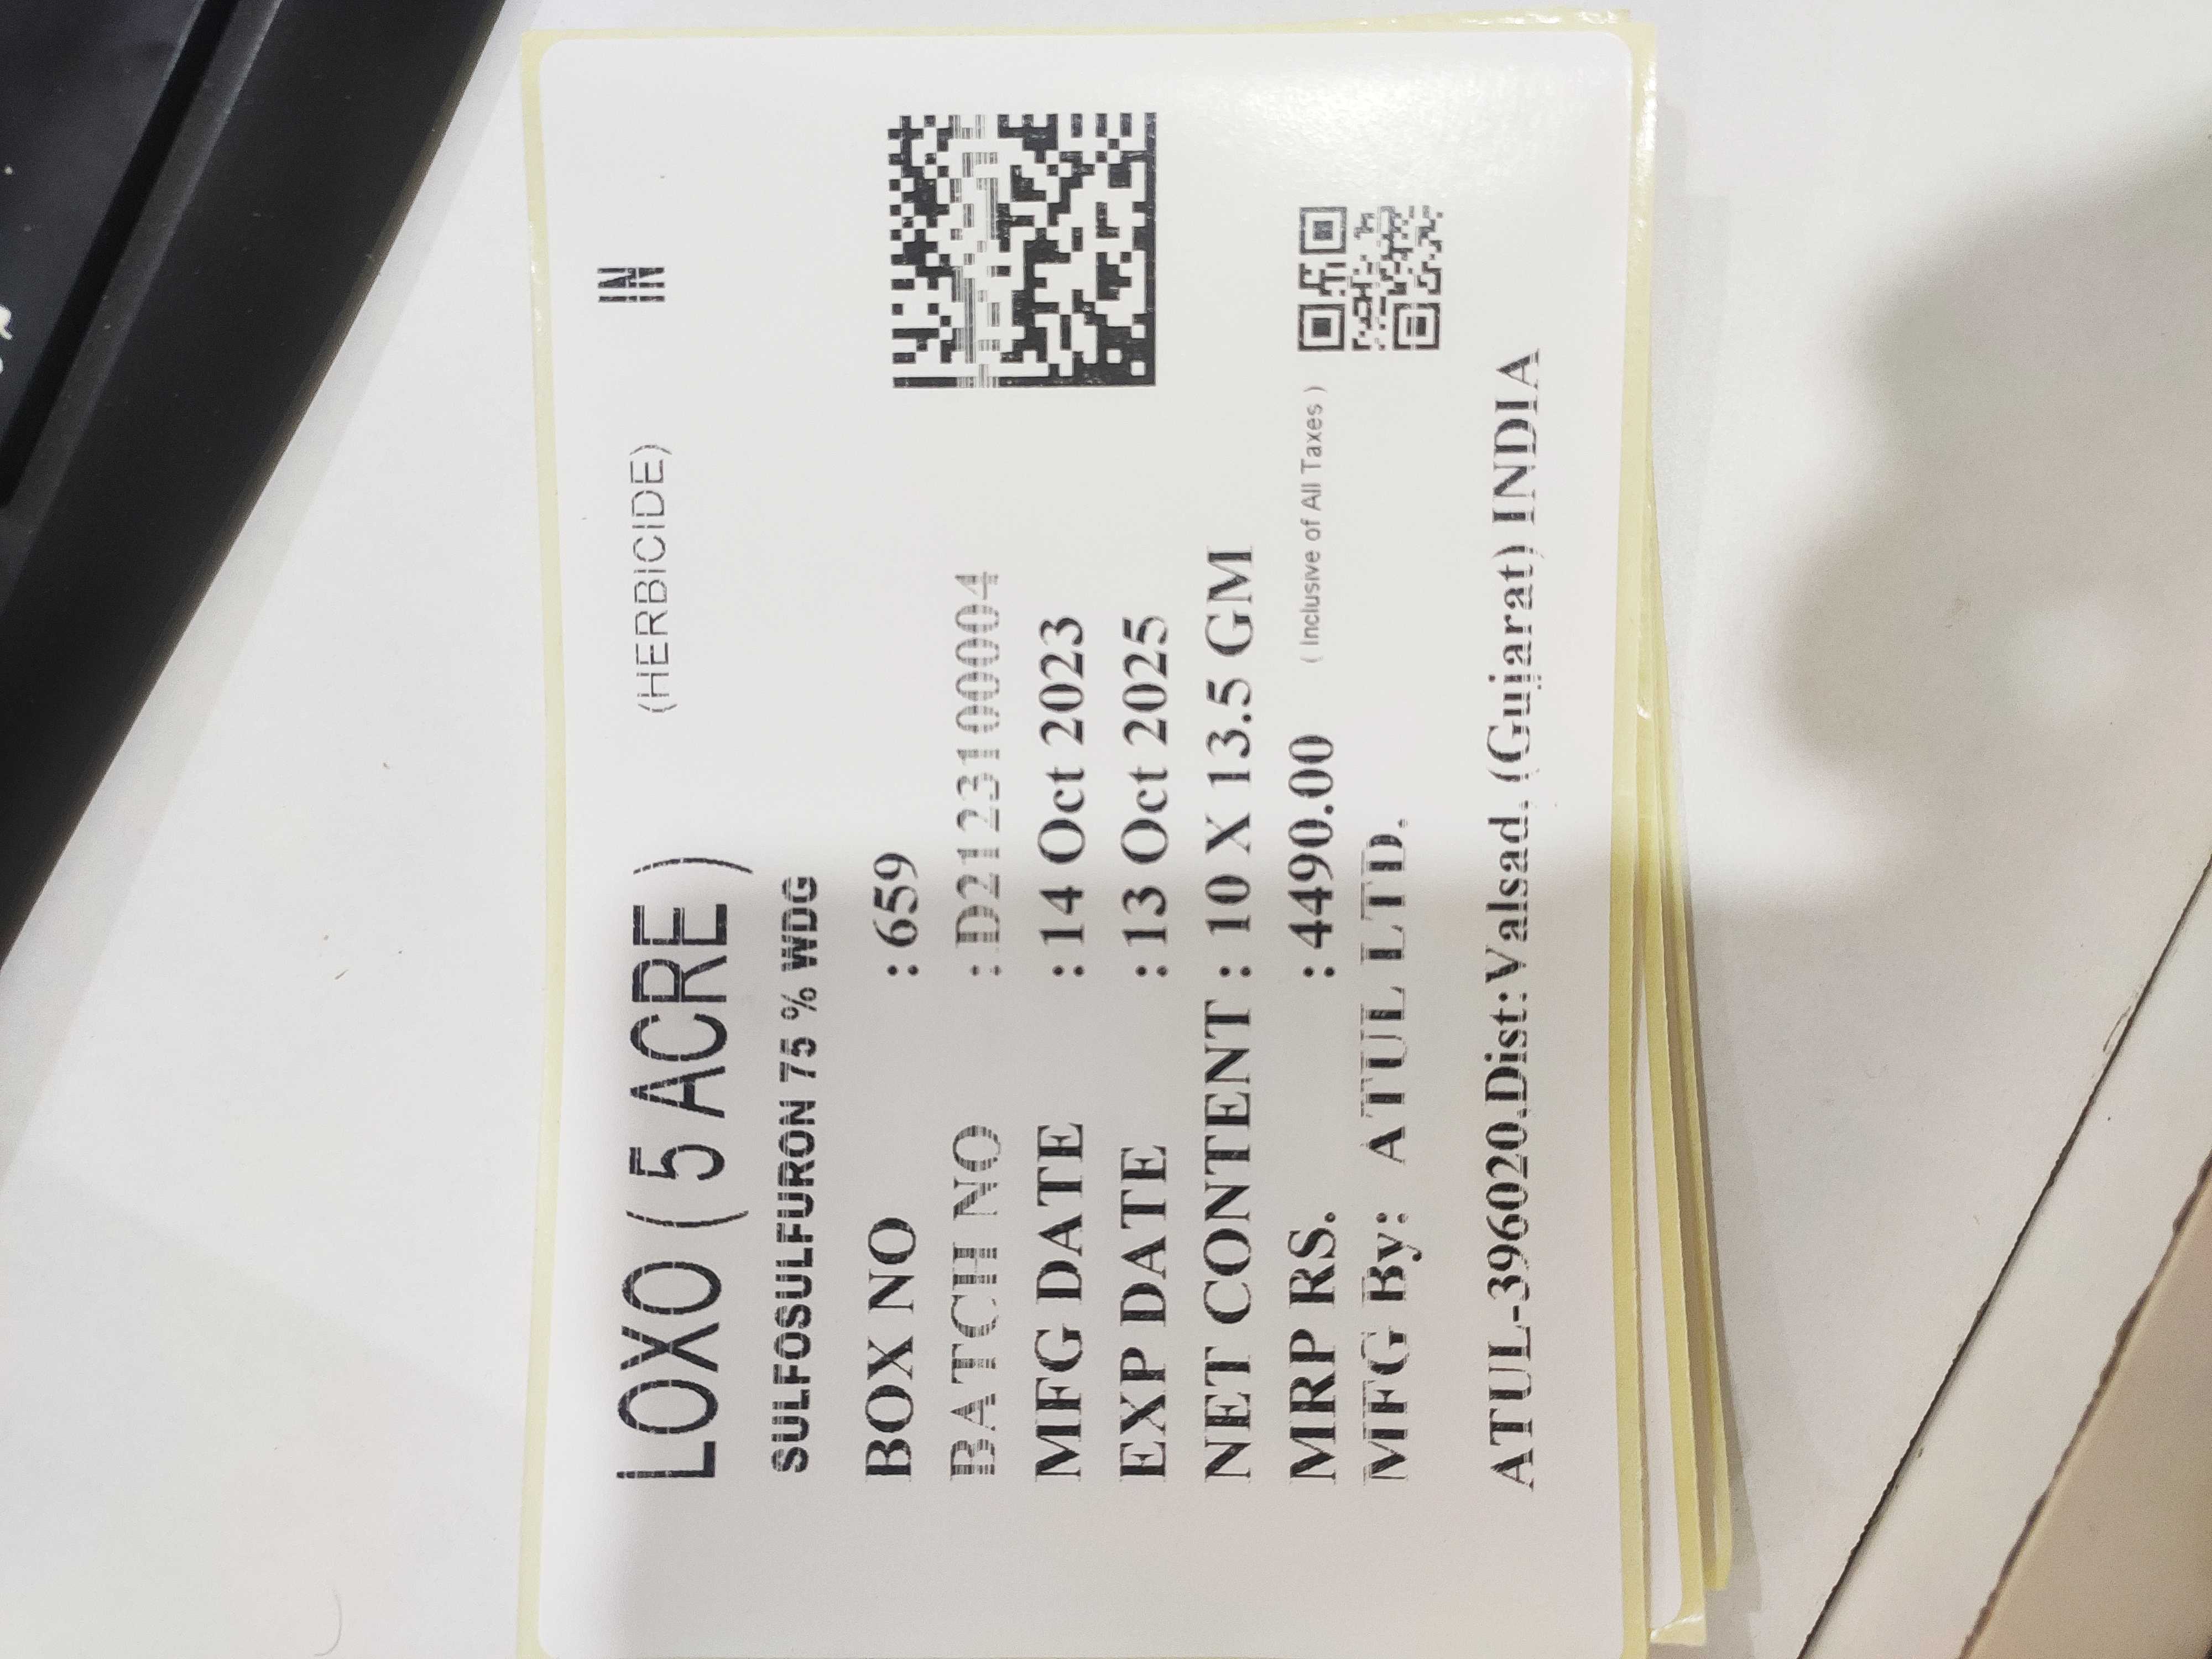 LOXO ( 5 ACRE ) (HERBICIDE) IN
SULFOSULFURON 75 % WDG
BOX NO : 659
BATCH NO :D2123100004
MFG DATE : 14 Oct 2023
EXP DATE : 13 Oct 2025
NET CONTENT : 10 X 13.5 GM
MRP RS. : 4490.00 ( Inclusive of All Taxes )
MFG By: ATUL LTD.
ATUL-396020,Dist:Valsad, (Gujjarat) INDIA